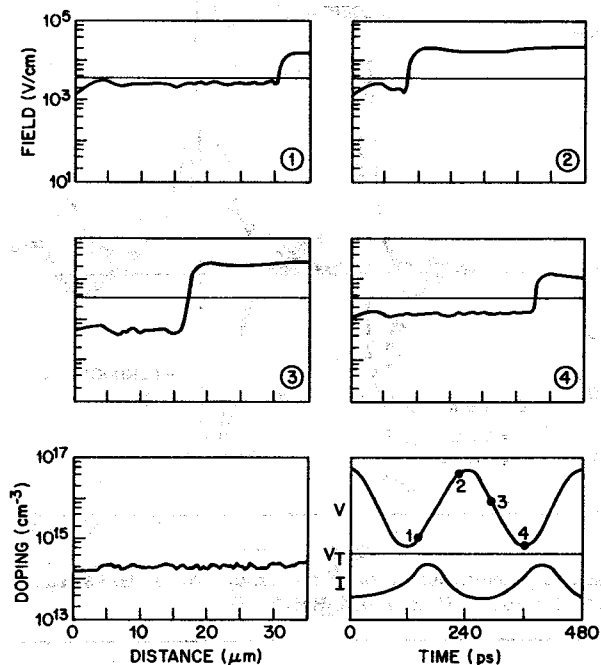 10⁵
10³
10¹
FIELD (V/cm)
1
2
3
4
10¹⁷
10¹⁵
10¹³
DOPING (cm⁻³)
0 10 20 30
DISTANCE (μm)
V
V_T
I
1
2
3
4
0 240 480
TIME (ps)